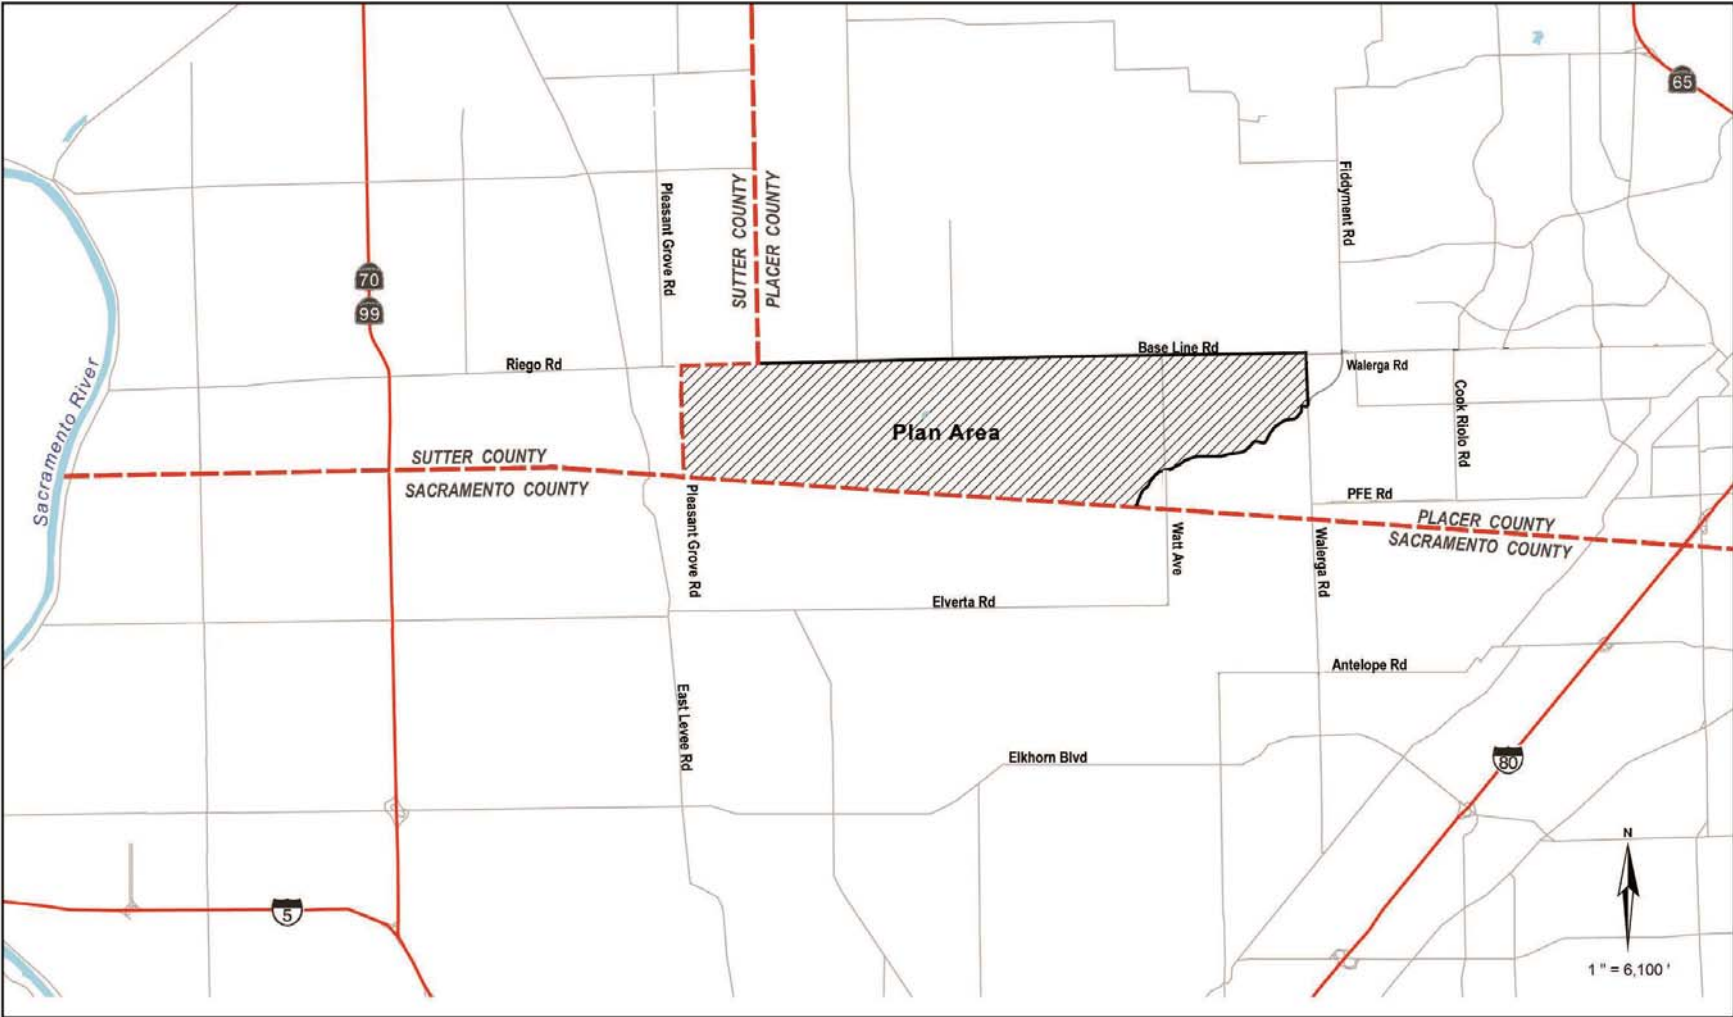 65
Fiddyment Rd
Pleasant Grove Rd
SUTTER COUNTY
PLACER COUNTY
70
99
Base Line Rd
Riego Rd
Walerga Rd
Sacramento River
Cook Riolo Rd
Plan Area
SUTTER COUNTY
SACRAMENTO COUNTY
PFE Rd
PLACER COUNTY
SACRAMENTO COUNTY
Pleasant Grove Rd
Watt Ave
Walerga Rd
Elverta Rd
Antelope Rd
East Levee Rd
Elkhorn Blvd
80
N
5
1 " = 6,100 '